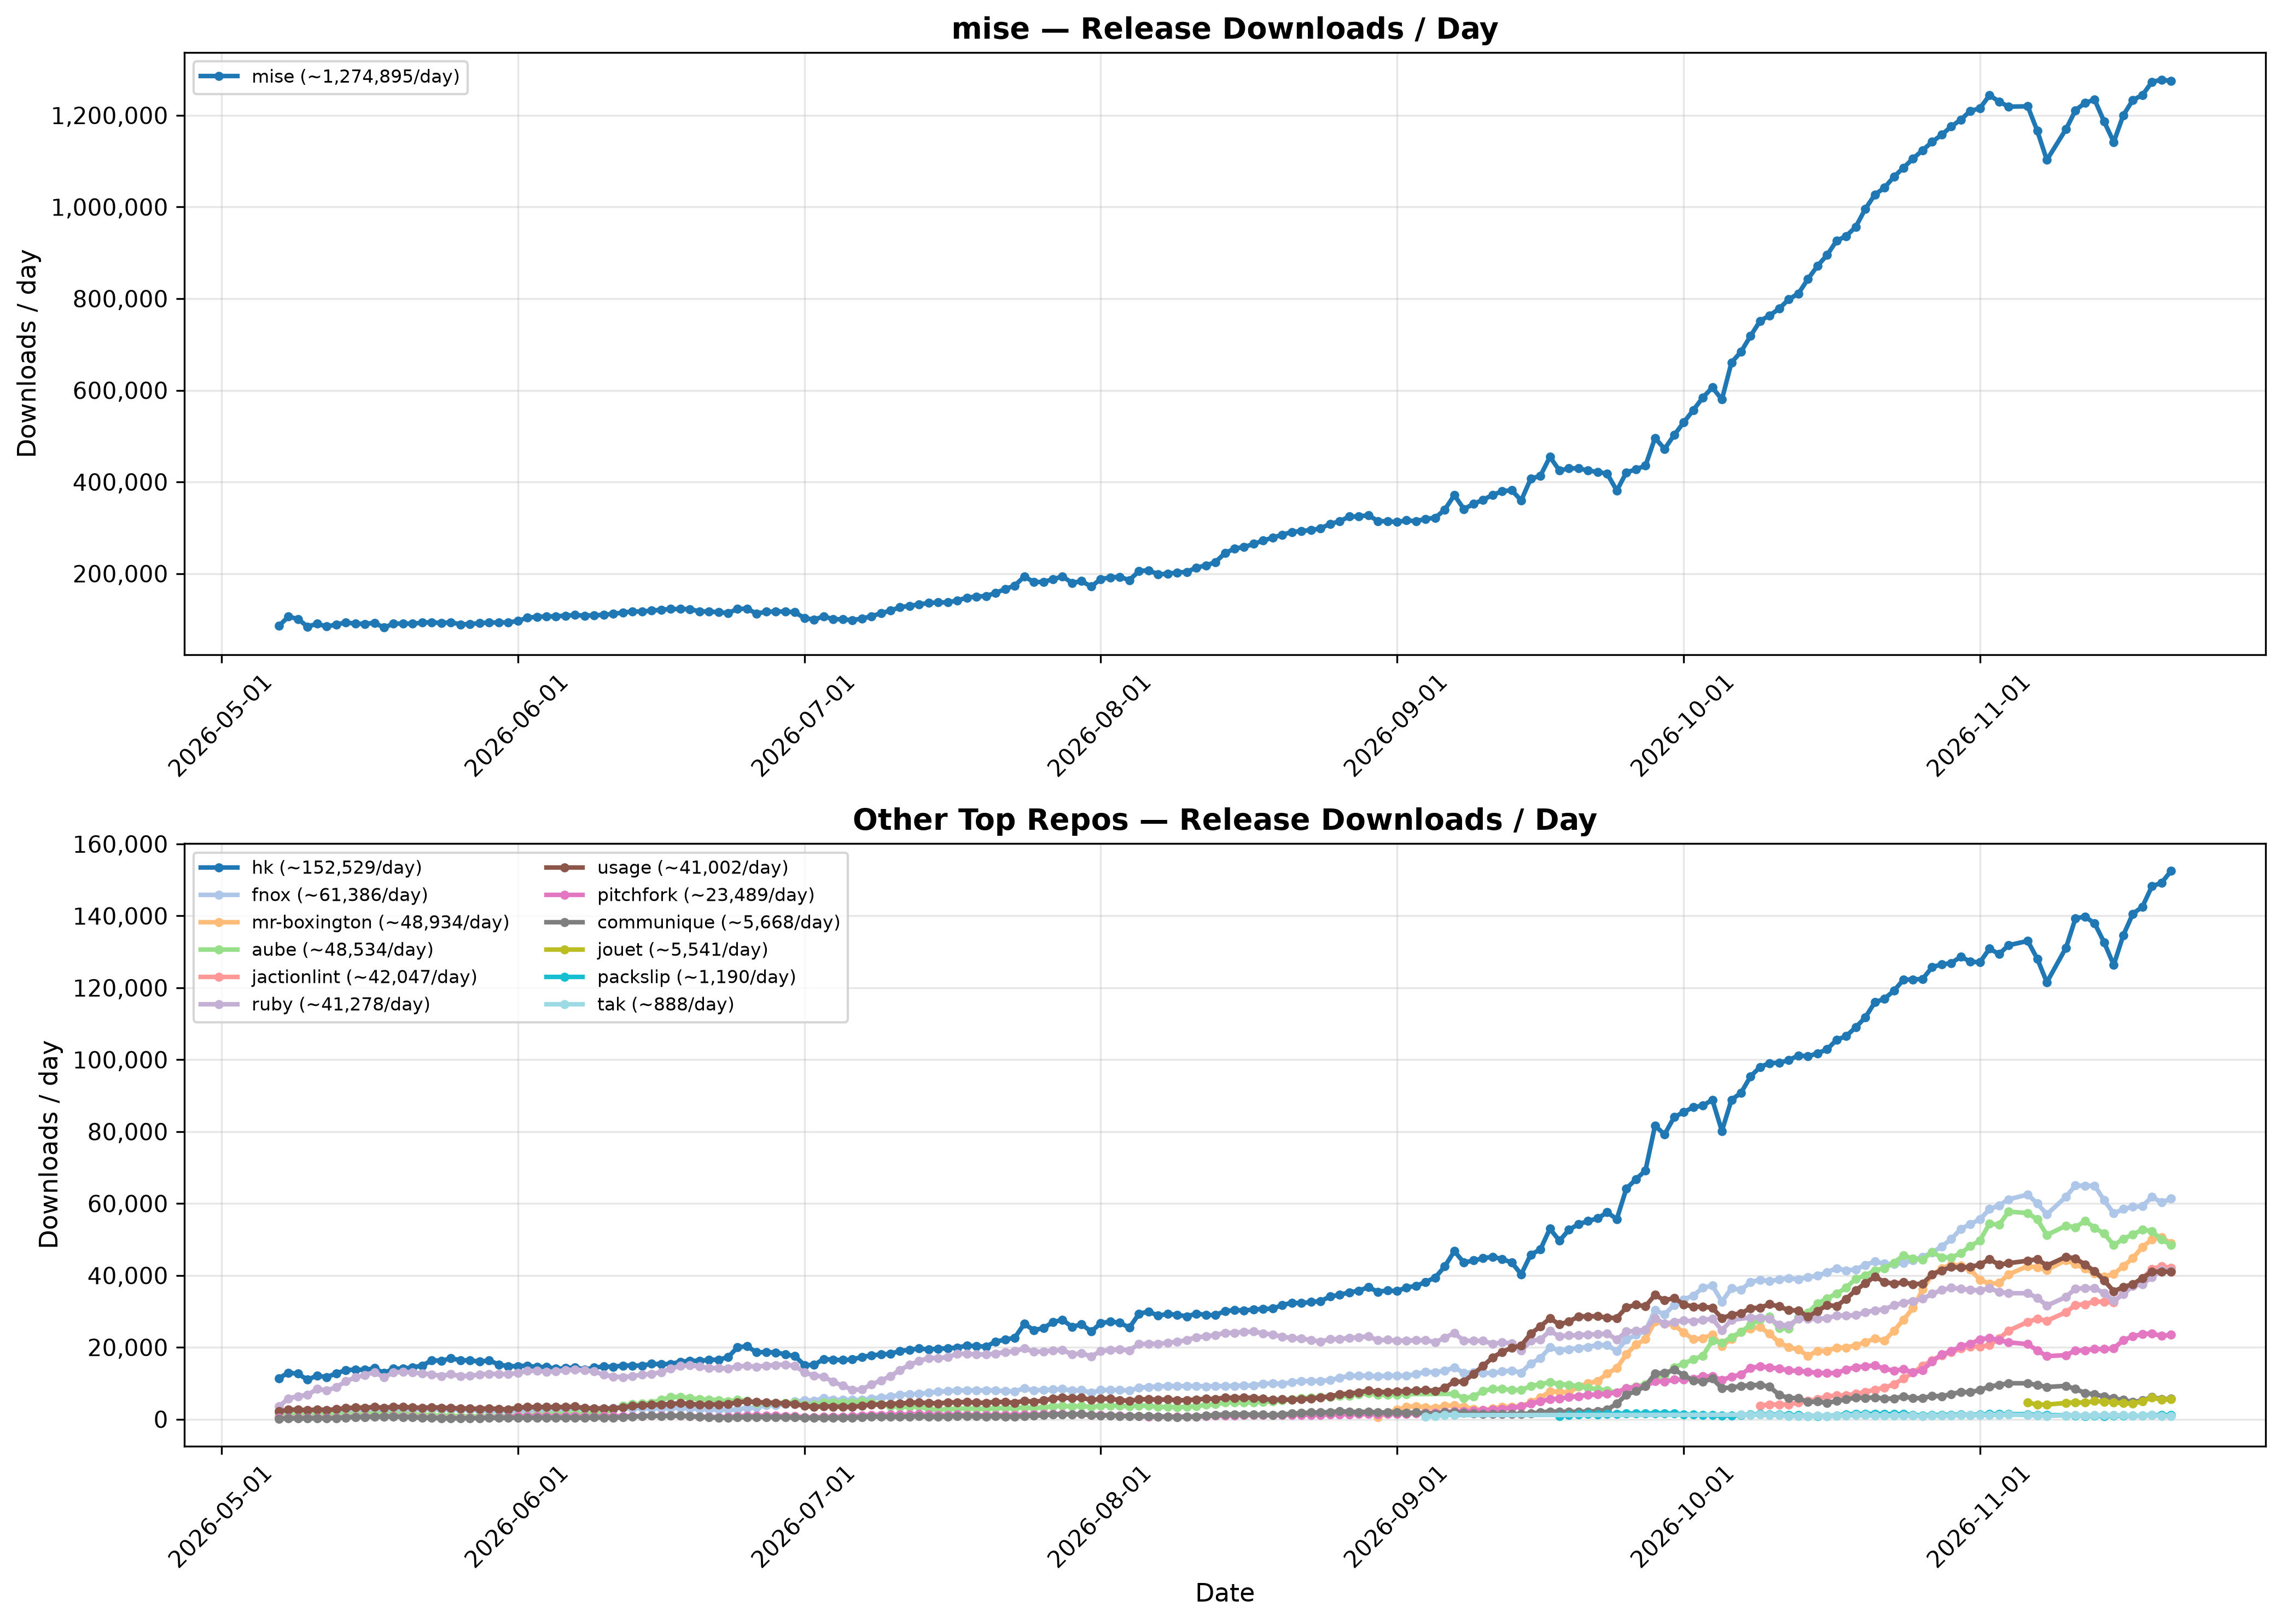 mise — Release Downloads / Day
mise (~1,274,895/day)
1,200,000
1,000,000
800,000
600,000
400,000
200,000
Downloads / day
2026-05-01
2026-06-01
2026-07-01
2026-08-01
2026-09-01
2026-10-01
2026-11-01
Other Top Repos — Release Downloads / Day
hk (~152,529/day)
fnox (~61,386/day)
mr-boxington (~48,934/day)
aube (~48,534/day)
jactionlint (~42,047/day)
ruby (~41,278/day)
usage (~41,002/day)
pitchfork (~23,489/day)
communique (~5,668/day)
jouet (~5,541/day)
packslip (~1,190/day)
tak (~888/day)
160,000
140,000
120,000
100,000
80,000
60,000
40,000
20,000
0
Downloads / day
2026-05-01
2026-06-01
2026-07-01
2026-08-01
2026-09-01
2026-10-01
2026-11-01
Date